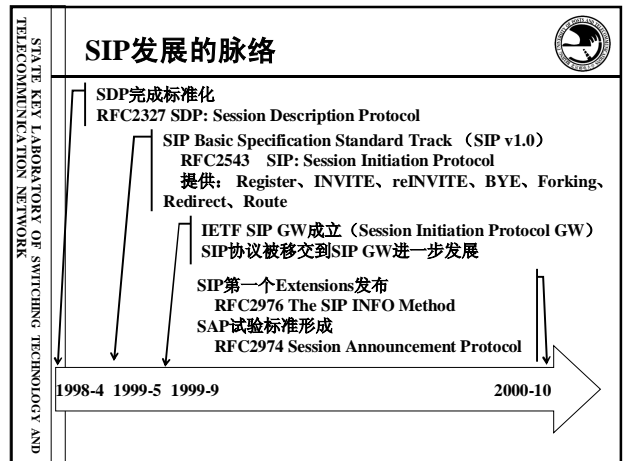 STATE KEY LABORATORY OF SWITCHING TECHNOLOGY AND
TELECOMMUNICATION NETWORK
SIP发展的脉络
SDP完成标准化
RFC2327 SDP: Session Description Protocol
SIP Basic Specification Standard Track （SIP v1.0）
RFC2543 SIP: Session Initiation Protocol
提供： Register、INVITE、reINVITE、BYE、Forking、
Redirect、Route
IETF SIP GW成立（Session Initiation Protocol GW）
SIP协议被移交到SIP GW进一步发展
SIP第一个Extensions发布
RFC2976 The SIP INFO Method
SAP试验标准形成
RFC2974 Session Announcement Protocol
1998-4 1999-5 1999-9 2000-10